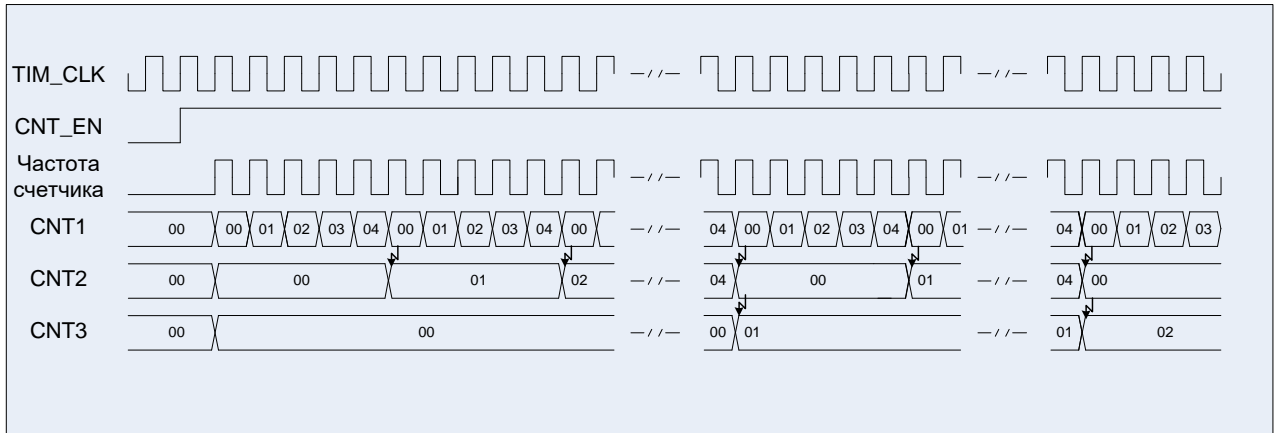 TIM_CLK
CNT_EN
Частота
счетчика
CNT1 00 00 01 02 03 04 00 01 02 03 04 00 04 00 01 02 03 04 00 01 04 00 01 02 03
CNT2 00 00 01 02 04 00 01 04 00
CNT3 00 00 00 01 01 02